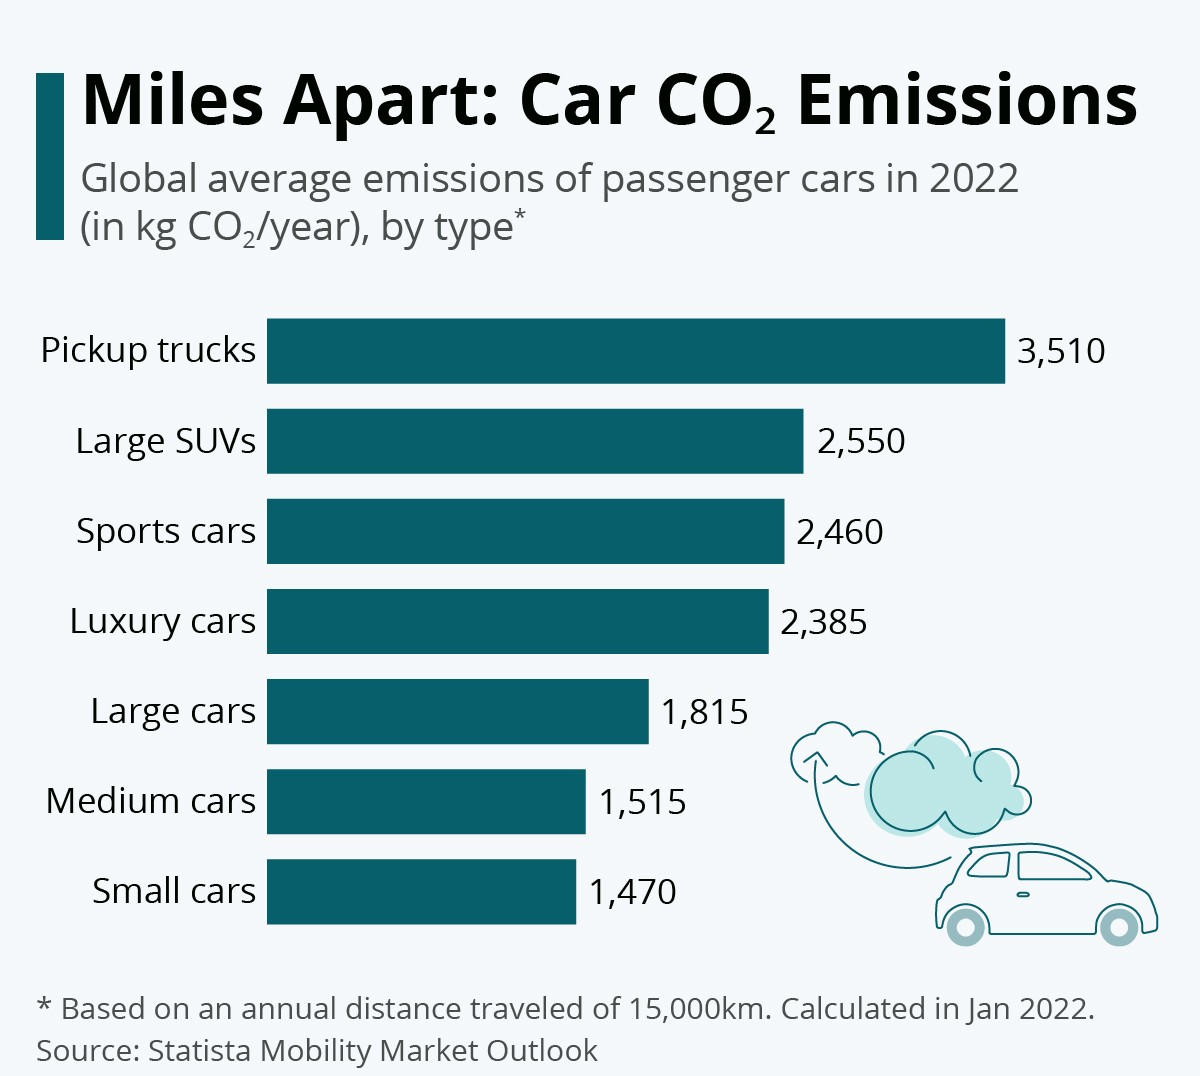 Miles Apart: Car CO₂ Emissions
Global average emissions of passenger cars in 2022
(in kg CO₂/year), by type*
Pickup trucks 3,510
Large SUVs 2,550
Sports cars 2,460
Luxury cars 2,385
Large cars 1,815
Medium cars 1,515
Small cars 1,470
* Based on an annual distance traveled of 15,000km. Calculated in Jan 2022.
Source: Statista Mobility Market Outlook